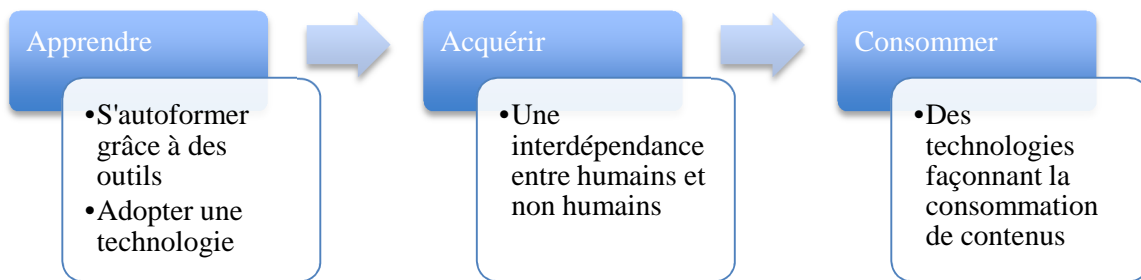 Apprendre
•S'autoformer
grâce à des
outils
•Adopter une
technologie
Acquérir
•Une
interdépendance
entre humains et
non humains
Consommer
•Des
technologies
façonnant la
consommation
de contenus